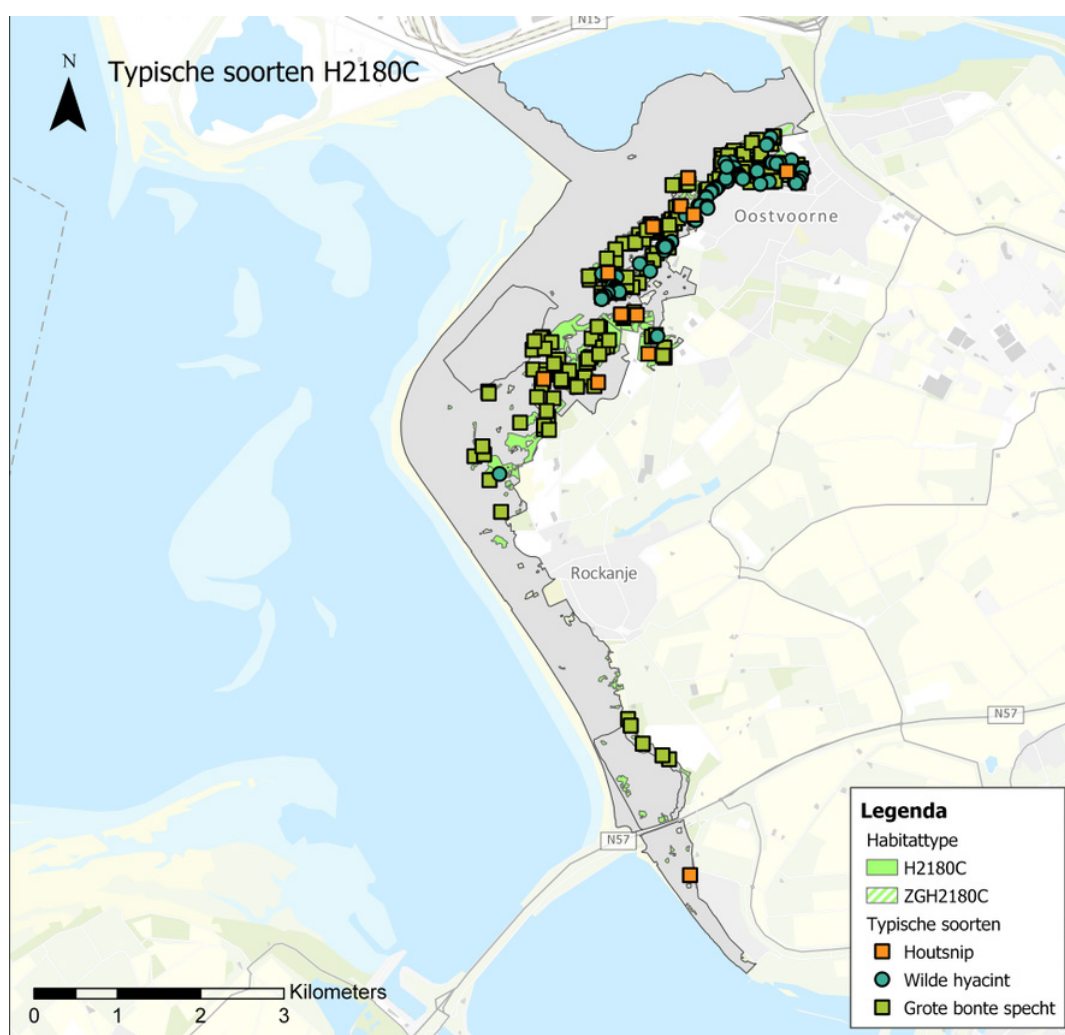 N15
N
Typische soorten H2180C
Oostvoorne
Rockanje
N57
N57
Legenda
Habitattype
H2180C
ZGH2180C
Typische soorten
Houtsnip
Wilde hyacint
Grote bonte specht
Kilometers
0 1 2 3